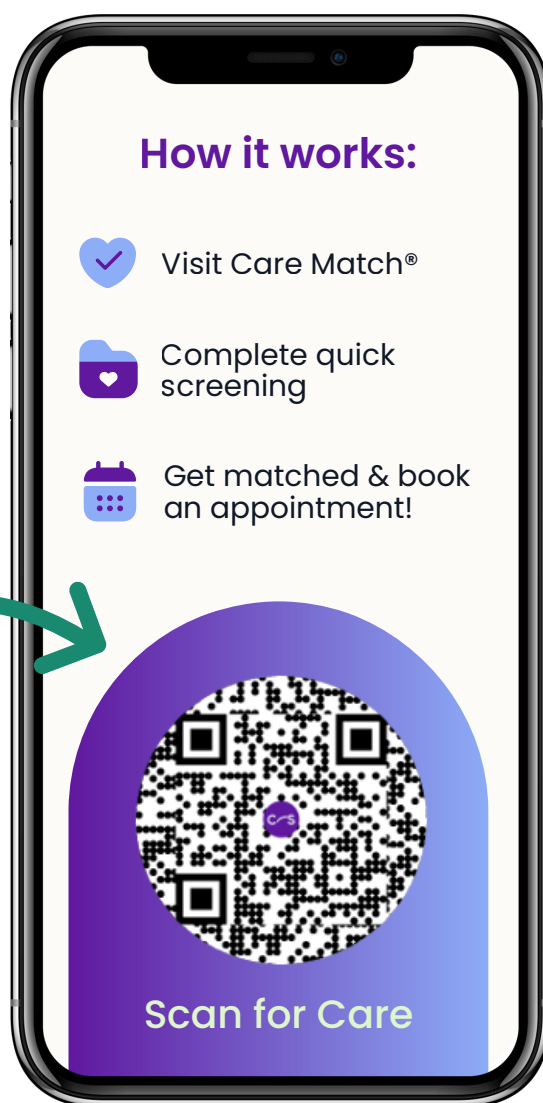 How it works:
Visit Care Match®
Complete quick
screening
Get matched & book
an appointment!
C S
Scan for Care